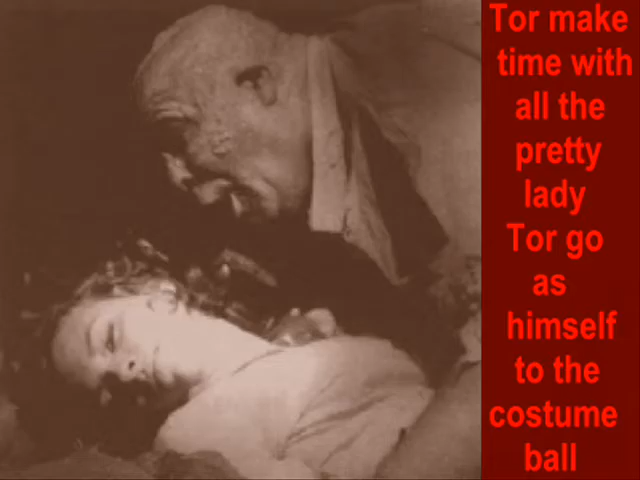 Tor make
time with
all the
pretty
lady
Tor go
as
himself
to the
costume
ball